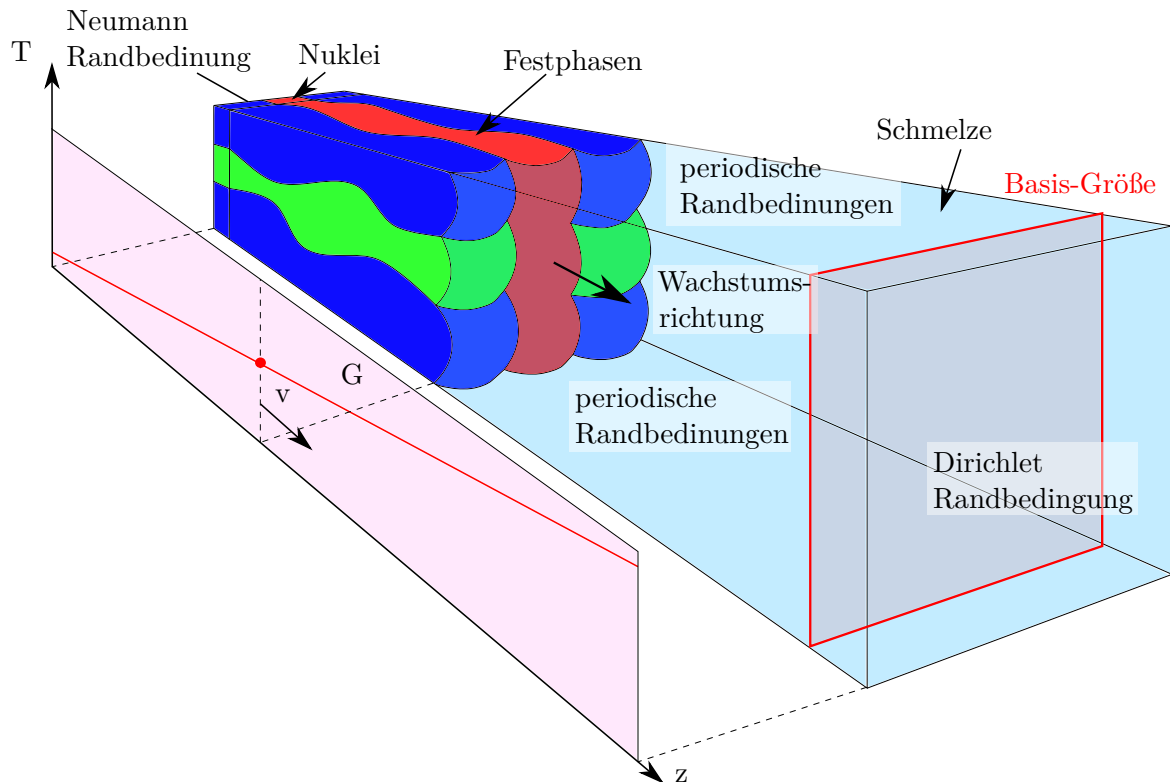 Neumann
Randbedinung
T
Nuklei
Festphasen
Schmelze
periodische
Randbedinungen
Basis-Größe
Wachstums-
richtung
G
v
periodische
Randbedinungen
Dirichlet
Randbedingung
z